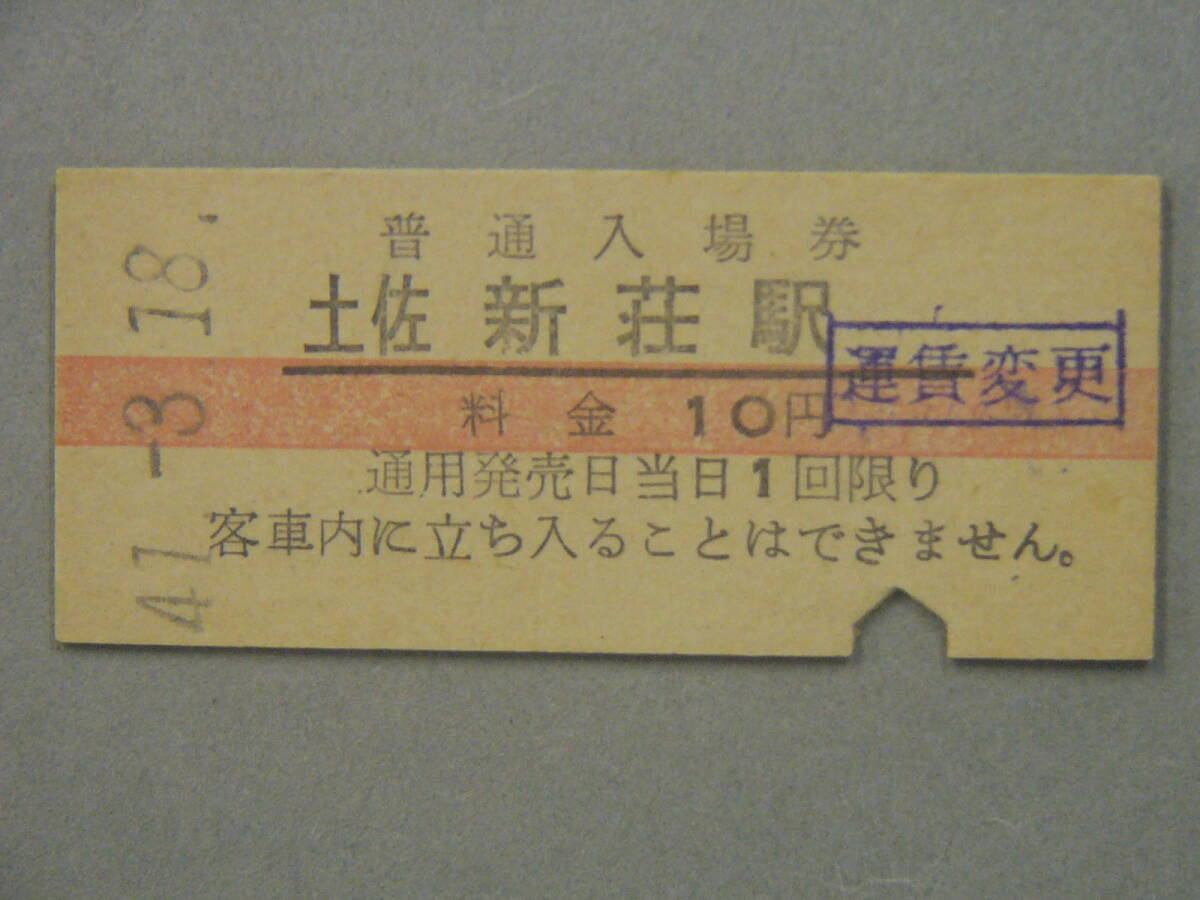 普通入場券
土佐新荘駅
運賃変更
料金 10円
通用発売日当日1回限り
客車内に立ち入ることはできません。
41.-3.18.